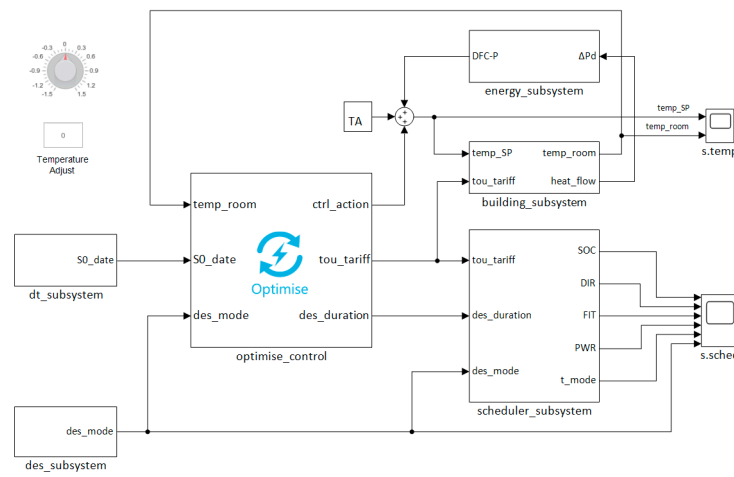 -0.3
0
0.3
-0.6
0.6
-0.9
0.9
-1.2
1.2
-1.5
1.5
0
Temperature
Adjust
DFC-P
ΔPd
energy_subsystem
TA
+
+
+
temp_SP
temp_room
s.temp
temp_SP
temp_room
tou_tariff
heat_flow
building_subsystem
temp_room
ctrl_action
S0_date
tou_tariff
Optimise
des_mode
des_duration
optimise_control
S0_date
dt_subsystem
tou_tariff
SOC
DIR
des_duration
FIT
PWR
des_mode
t_mode
scheduler_subsystem
s.sched
des_mode
des_subsystem